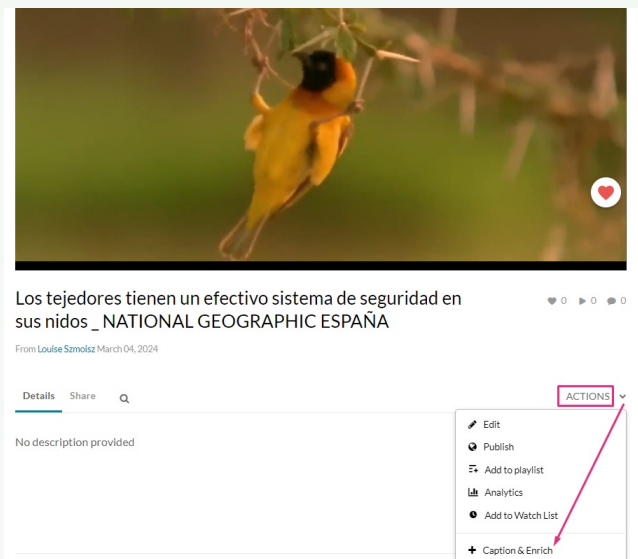 Los tejedores tienen un efectivo sistema de seguridad en
sus nidos _ NATIONAL GEOGRAPHIC ESPAÑA
0 0 0
From Louise Szmoisz March 04, 2024
Details Share
ACTIONS
No description provided
Edit
Publish
Add to playlist
Analytics
Add to Watch List
Caption & Enrich